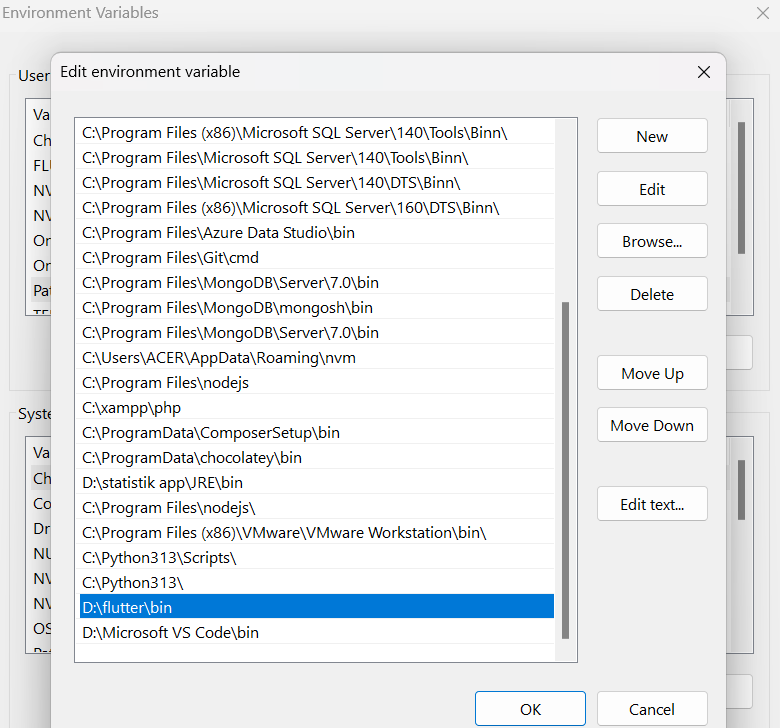 Environment Variables
Edit environment variable
User
Va
Ch
FLU
NV
NV
On
On
Pat
C:\Program Files (x86)\Microsoft SQL Server\140\Tools\Binn\
C:\Program Files\Microsoft SQL Server\140\Tools\Binn\
C:\Program Files\Microsoft SQL Server\140\DTS\Binn\
C:\Program Files (x86)\Microsoft SQL Server\160\DTS\Binn\
C:\Program Files\Azure Data Studio\bin
C:\Program Files\Git\cmd
C:\Program Files\MongoDB\Server\7.0\bin
C:\Program Files\MongoDB\mongosh\bin
C:\Program Files\MongoDB\Server\7.0\bin
C:\Users\ACER\AppData\Roaming\nvm
C:\Program Files\nodejs
C:\xampp\php
C:\ProgramData\ComposerSetup\bin
C:\ProgramData\chocolatey\bin
D:\statistik app\JRE\bin
C:\Program Files\nodejs\
C:\Program Files (x86)\VMware\VMware Workstation\bin\
C:\Python313\Scripts\
C:\Python313\
D:\flutter\bin
D:\Microsoft VS Code\bin
New
Edit
Browse...
Delete
Move Up
Move Down
Edit text...
Syste
Va
Ch
Co
Dr
NU
NV
NV
OS
OK
Cancel